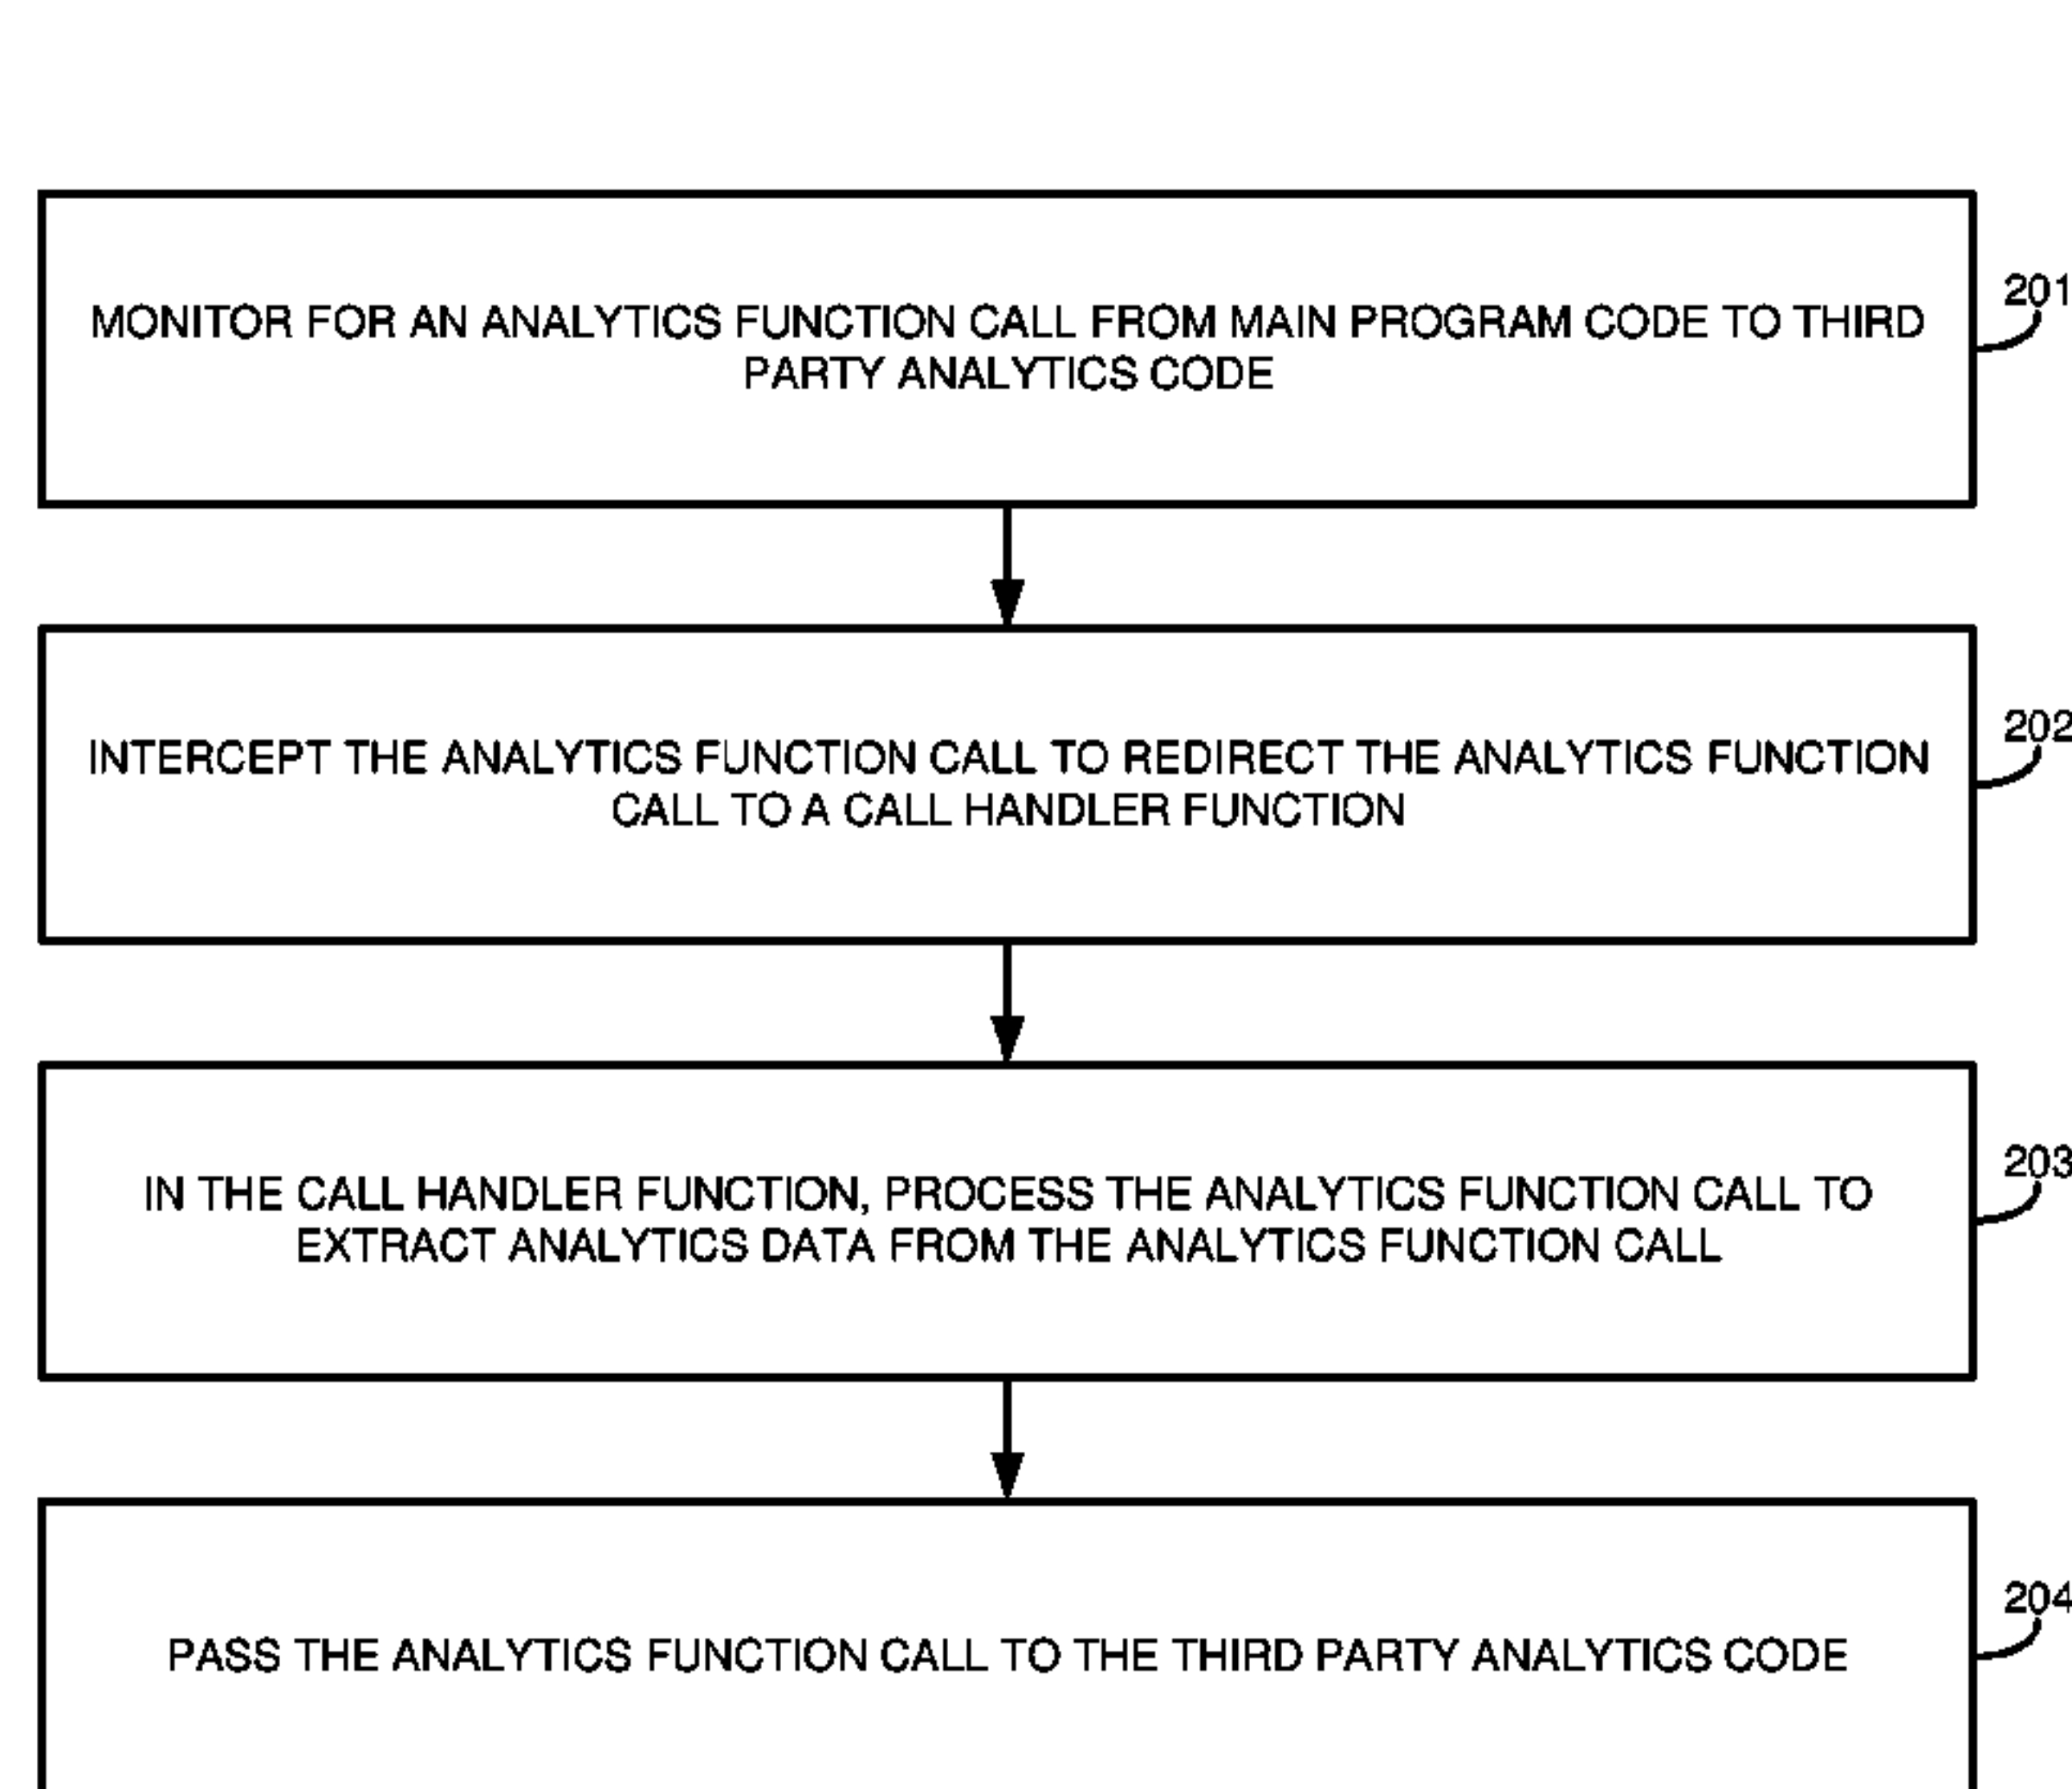 201
MONITOR FOR AN ANALYTICS FUNCTION CALL FROM MAIN PROGRAM CODE TO THIRD
PARTY ANALYTICS CODE
202
INTERCEPT THE ANALYTICS FUNCTION CALL TO REDIRECT THE ANALYTICS FUNCTION
CALL TO A CALL HANDLER FUNCTION
203
IN THE CALL HANDLER FUNCTION, PROCESS THE ANALYTICS FUNCTION CALL TO
EXTRACT ANALYTICS DATA FROM THE ANALYTICS FUNCTION CALL
204
PASS THE ANALYTICS FUNCTION CALL TO THE THIRD PARTY ANALYTICS CODE